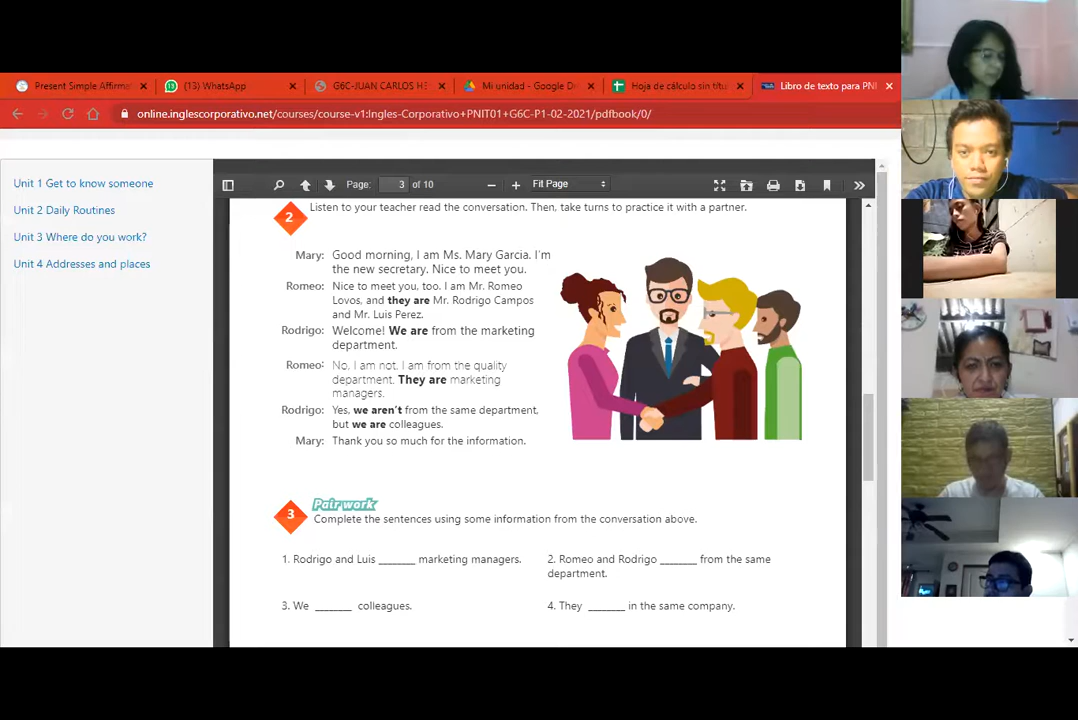 Present Simple Affirma
(13) WhatsApp
G6C-JUAN CARLOS HE
Mi unidad - Google D
Hoja de cálculo sin títu
Libro de texto para PNI
online.inglescorporativo.net/courses/course-v1:Ingles-Corporativo+PNIT01+G6C-P1-02-2021/pdfbook/0/
Unit 1 Get to know someone
Unit 2 Daily Routines
Unit 3 Where do you work?
Unit 4 Addresses and places
Page: 3 of 10
Fit Page
2 Listen to your teacher read the conversation. Then, take turns to practice it with a partner.
Mary: Good morning, I am Ms. Mary Garcia. I'm
the new secretary. Nice to meet you.
Romeo: Nice to meet you, too. I am Mr. Romeo
Lovos, and they are Mr. Rodrigo Campos
and Mr. Luis Perez.
Rodrigo: Welcome! We are from the marketing
department.
Romeo: No, I am not. I am from the quality
department. They are marketing
managers.
Rodrigo: Yes, we aren't from the same department,
but we are colleagues.
Mary: Thank you so much for the information.
Pair work
3 Complete the sentences using some information from the conversation above.
1. Rodrigo and Luis ________ marketing managers.
2. Romeo and Rodrigo ________ from the same
department.
3. We ________ colleagues.
4. They ________ in the same company.